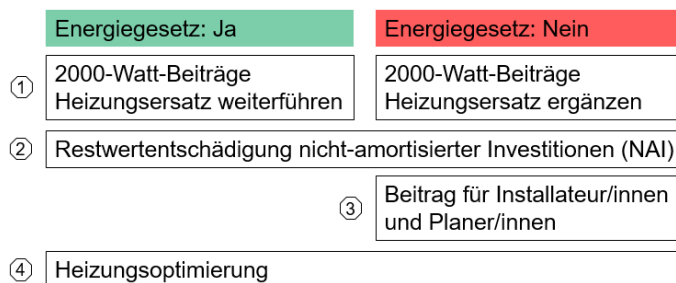 Energiegesetz: Ja
Energiegesetz: Nein
1
2000-Watt-Beiträge
Heizungsersatz weiterführen
2000-Watt-Beiträge
Heizungsersatz ergänzen
2
Restwertentschädigung nicht-amortisierter Investitionen (NAI)
3
Beitrag für Installateur/innen
und Planer/innen
4
Heizungsoptimierung